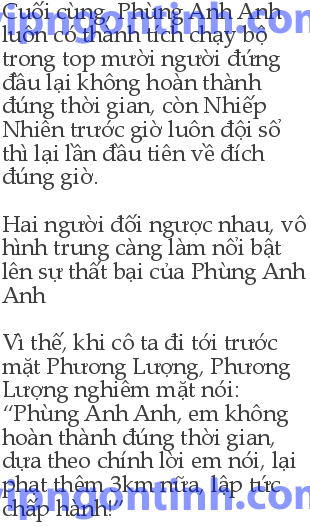 Cuối cùng, Phùng Anh Anh
luôn có thành tích chạy bộ
trong top mười người đứng
đầu lại không hoàn thành
đúng thời gian, còn Nhiếp
Nhiên trước giờ luôn đội sổ
thì lại lần đầu tiên về đích
đúng giờ.
Hai người đối ngược nhau, vô
hình trung càng làm nổi bật
lên sự thất bại của Phùng Anh
Anh
Vì thế, khi cô ta đi tới trước
mặt Phương Lượng, Phương
Lượng nghiêm mặt nói:
“Phùng Anh Anh, em không
hoàn thành đúng thời gian,
dựa theo chính lời em nói, lại
phạt thêm 3km nữa, lập tức
chấp hành!”